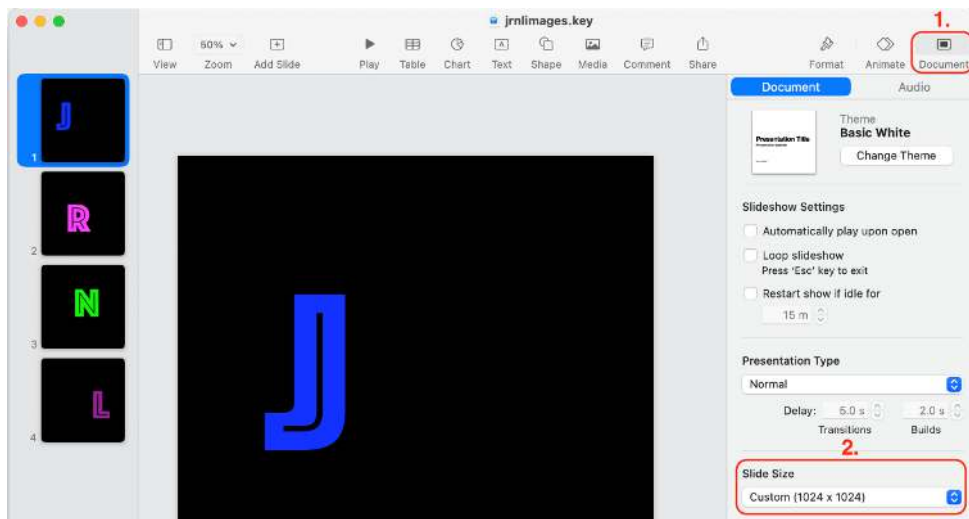 jrnlimages.key
1.
60%
View
Zoom
Add Slide
Play
Table
Chart
Text
Shape
Media
Comment
Share
Format
Animate
Document
Document
Audio
J
1
R
2
N
3
L
4
J
Presentation Title
Theme
Basic White
Change Theme
Slideshow Settings
Automatically play upon open
Loop slideshow
Press 'Esc' key to exit
Restart show if idle for
15 m
Presentation Type
Normal
Delay:
5.0 s
2.0 s
Transitions
Builds
2.
Slide Size
Custom (1024 x 1024)